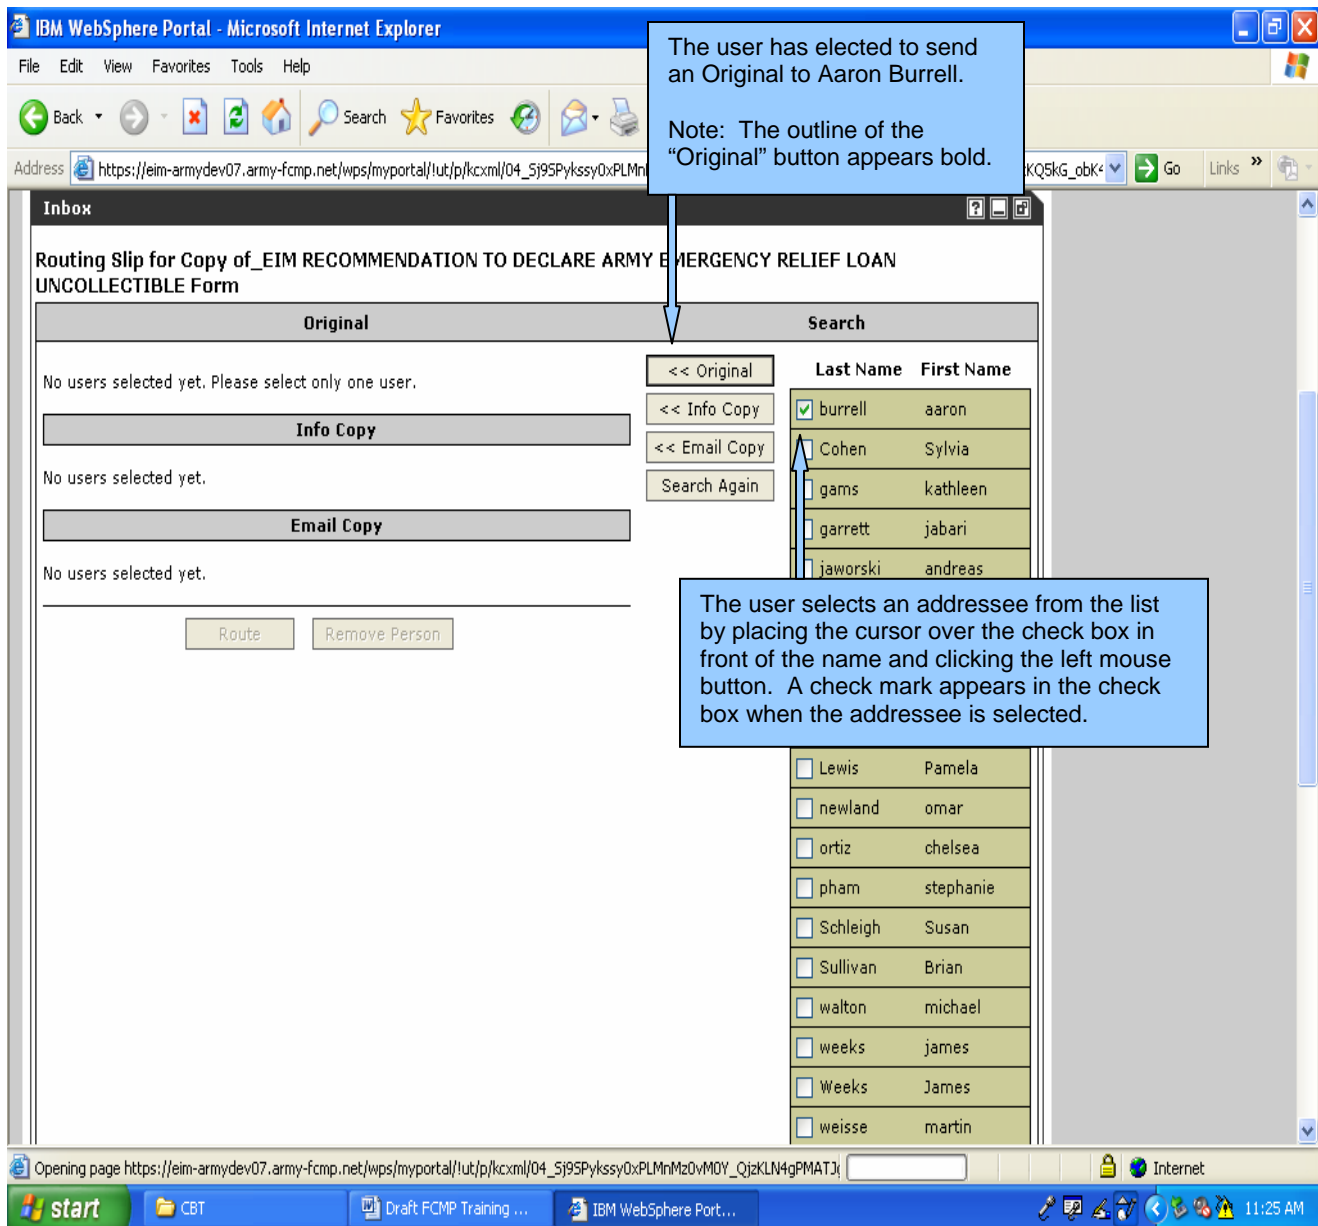 IBM WebSphere Portal - Microsoft Internet Explorer
File Edit View Favorites Tools Help
Back Search Favorites
Address https://eim-armydev07.army-fcmp.net/wps/myportal/!ut/p/kcxml/04_Sj9SPykssy0xPLMn KQ5kG_obK4 Go Links »
The user has elected to send
an Original to Aaron Burrell.
Note: The outline of the
“Original” button appears bold.
Inbox
Routing Slip for Copy of_EIM RECOMMENDATION TO DECLARE ARMY EMERGENCY RELIEF LOAN
UNCOLLECTIBLE Form
Original Search
No users selected yet. Please select only one user.
Info Copy
No users selected yet.
Email Copy
No users selected yet.
Route Remove Person
<< Original
<< Info Copy
<< Email Copy
Search Again
Last Name First Name
burrell aaron
Cohen Sylvia
gams kathleen
garrett jabari
jaworski andreas
The user selects an addressee from the list
by placing the cursor over the check box in
front of the name and clicking the left mouse
button. A check mark appears in the check
box when the addressee is selected.
Lewis Pamela
newland omar
ortiz chelsea
pham stephanie
Schleigh Susan
Sullivan Brian
walton michael
weeks james
Weeks James
weisse martin
Opening page https://eim-armydev07.army-fcmp.net/wps/myportal/!ut/p/kcxml/04_Sj9SPykssy0xPLMnMz0vM0Y_QjzKLN4gPMATJ Internet
start CBT Draft FCMP Training ... IBM WebSphere Port... 11:25 AM